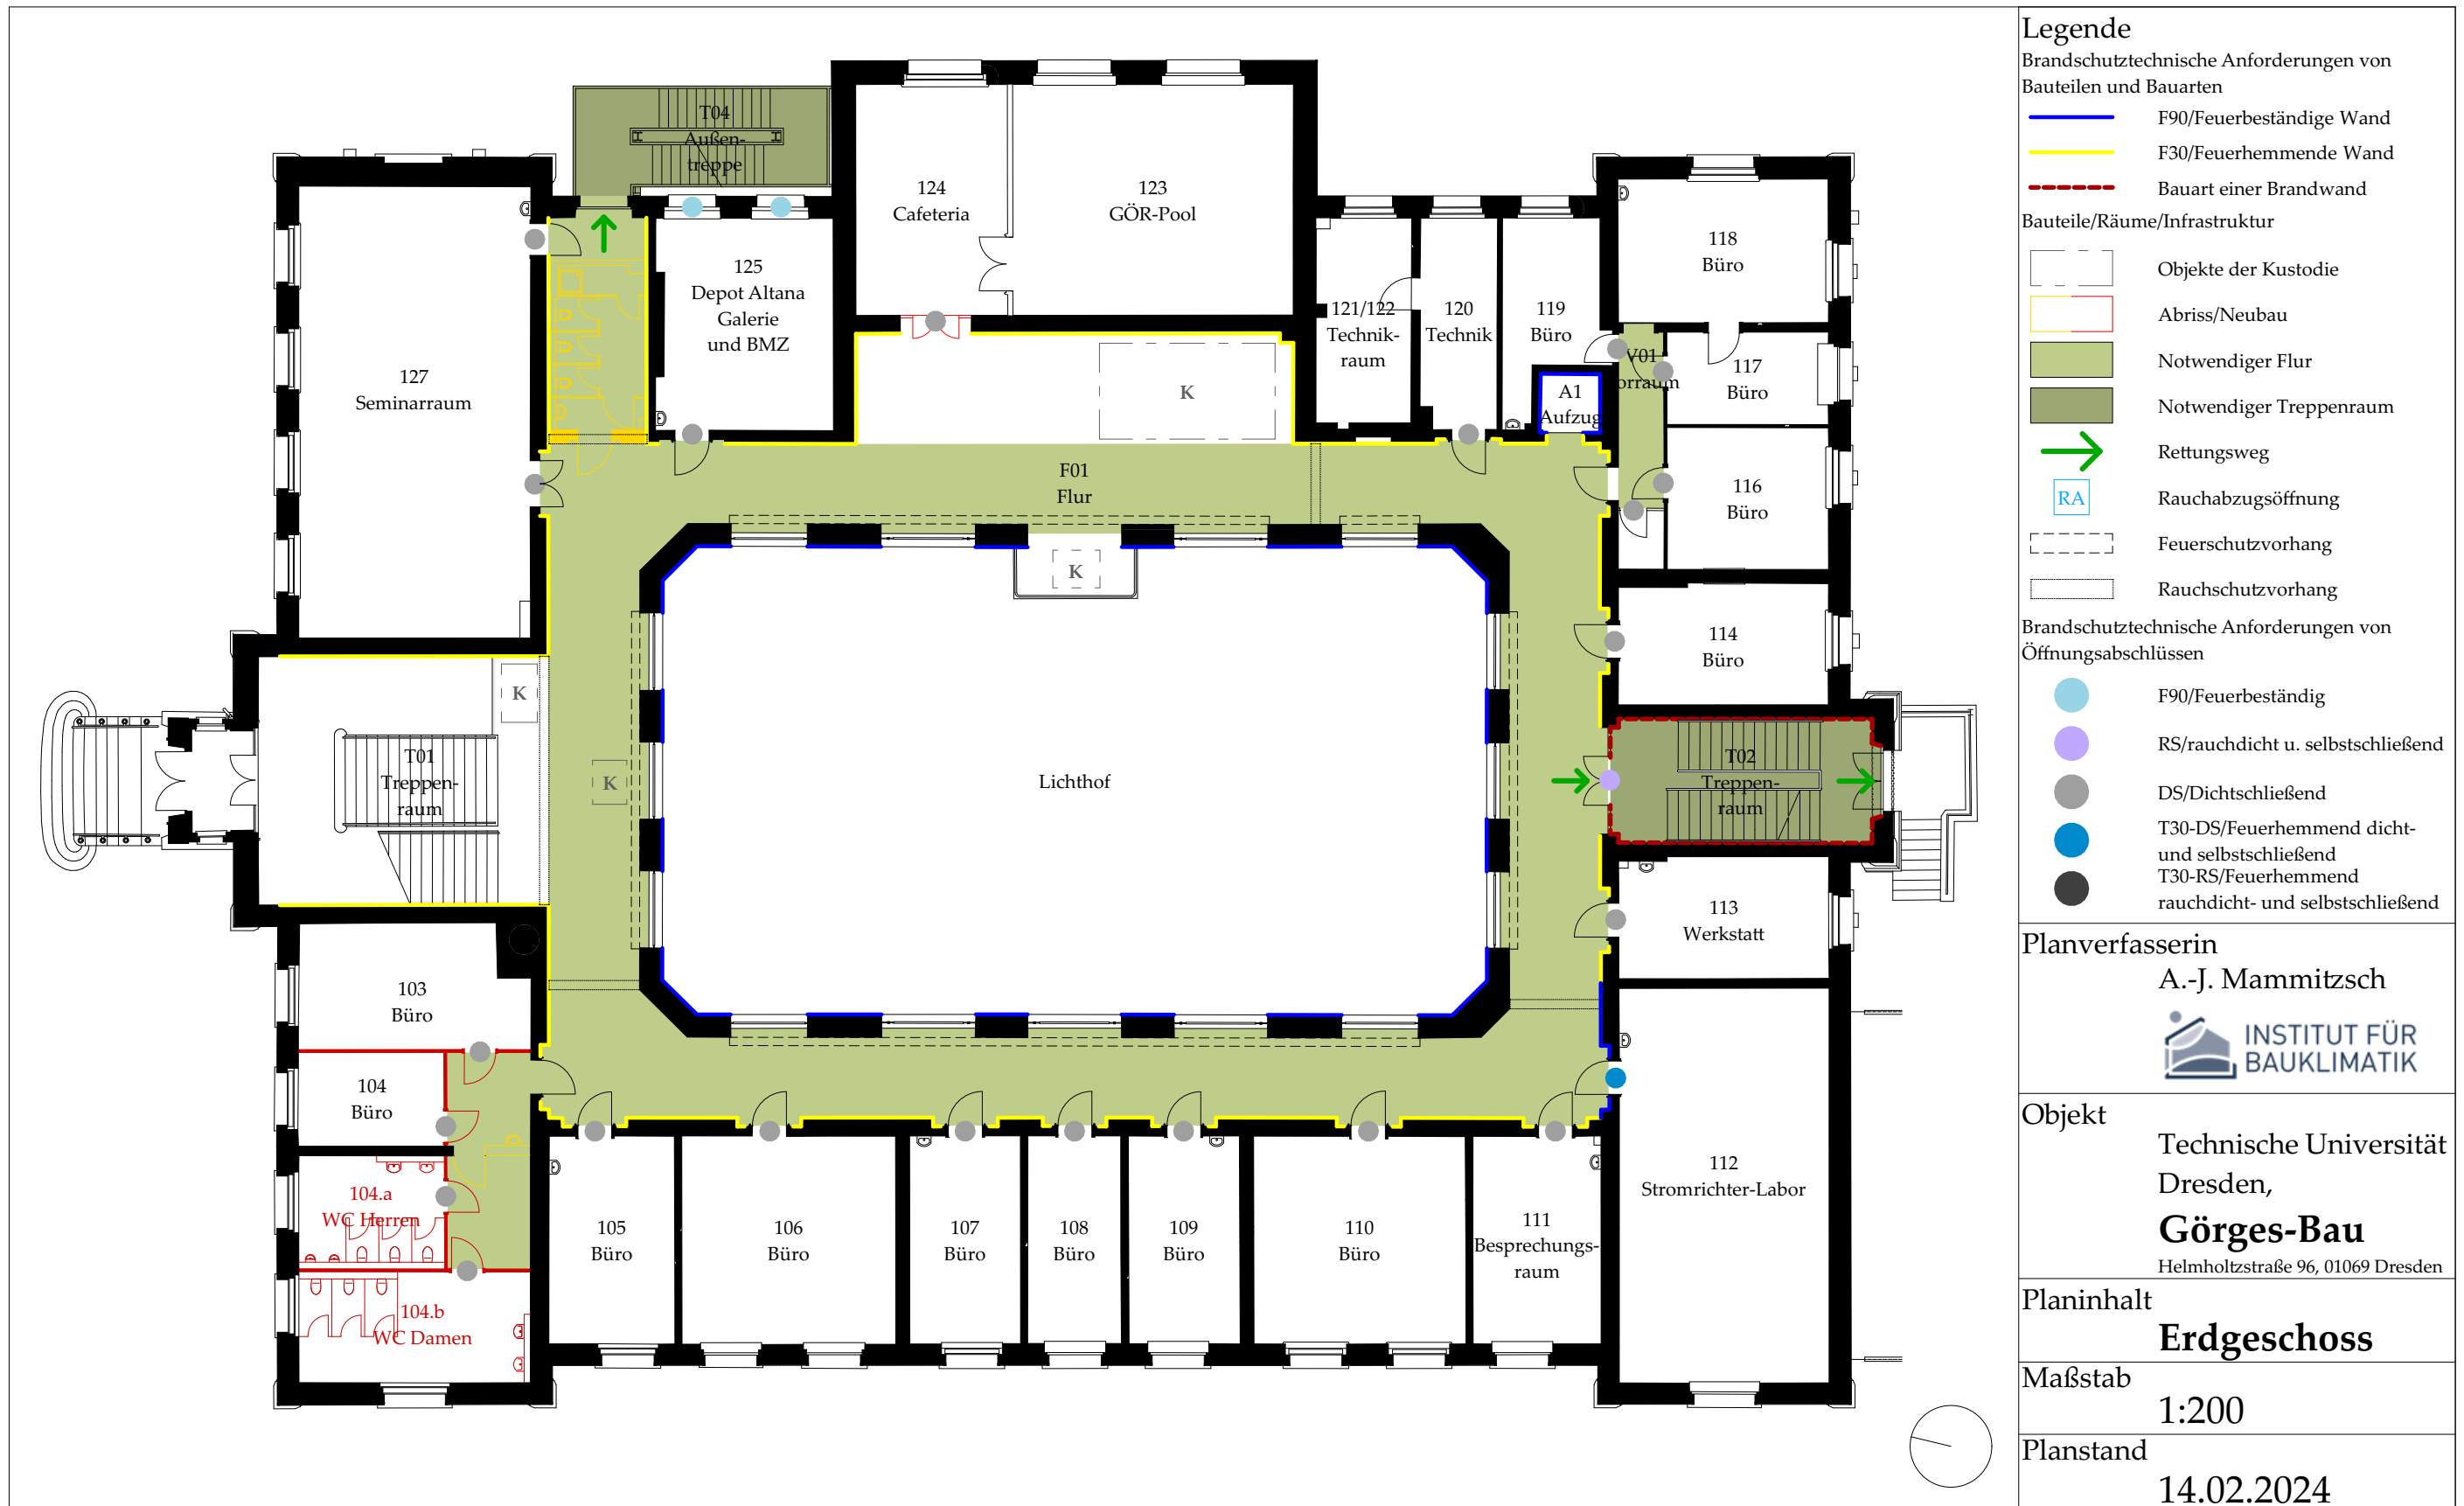 T04
Außen-
treppe
124
Cafeteria
123
GÖR-Pool
118
Büro
125
Depot Altana
Galerie
und BMZ
121/122
Technik-
raum
120
Technik
119
Büro
V01
orraum
117
Büro
127
Seminarraum
K
A1
Aufzug
F01
Flur
116
Büro
K
114
Büro
K
T01
Treppen-
raum
K
Lichthof
T02
Treppen-
raum
113
Werkstatt
103
Büro
104
Büro
104.a
WC Herren
104.b
WC Damen
105
Büro
106
Büro
107
Büro
108
Büro
109
Büro
110
Büro
111
Besprechungs-
raum
112
Stromrichter-Labor
Legende
Brandschutztechnische Anforderungen von
Bauteilen und Bauarten
F90/Feuerbeständige Wand
F30/Feuerhemmende Wand
Bauart einer Brandwand
Bauteile/Räume/Infrastruktur
Objekte der Kustodie
Abriss/Neubau
Notwendiger Flur
Notwendiger Treppenraum
Rettungsweg
RA Rauchabzugsöffnung
Feuerschutzvorhang
Rauchschutzvorhang
Brandschutztechnische Anforderungen von
Öffnungsabschlüssen
F90/Feuerbeständig
RS/rauchdicht u. selbstschließend
DS/Dichtschließend
T30-DS/Feuerhemmend dicht-
und selbstschließend
T30-RS/Feuerhemmend
rauchdicht- und selbstschließend
Planverfasserin
A.-J. Mammitzsch
INSTITUT FÜR
BAUKLIMATIK
Objekt
Technische Universität
Dresden,
Görges-Bau
Helmholtzstraße 96, 01069 Dresden
Planinhalt
Erdgeschoss
Maßstab
1:200
Planstand
14.02.2024